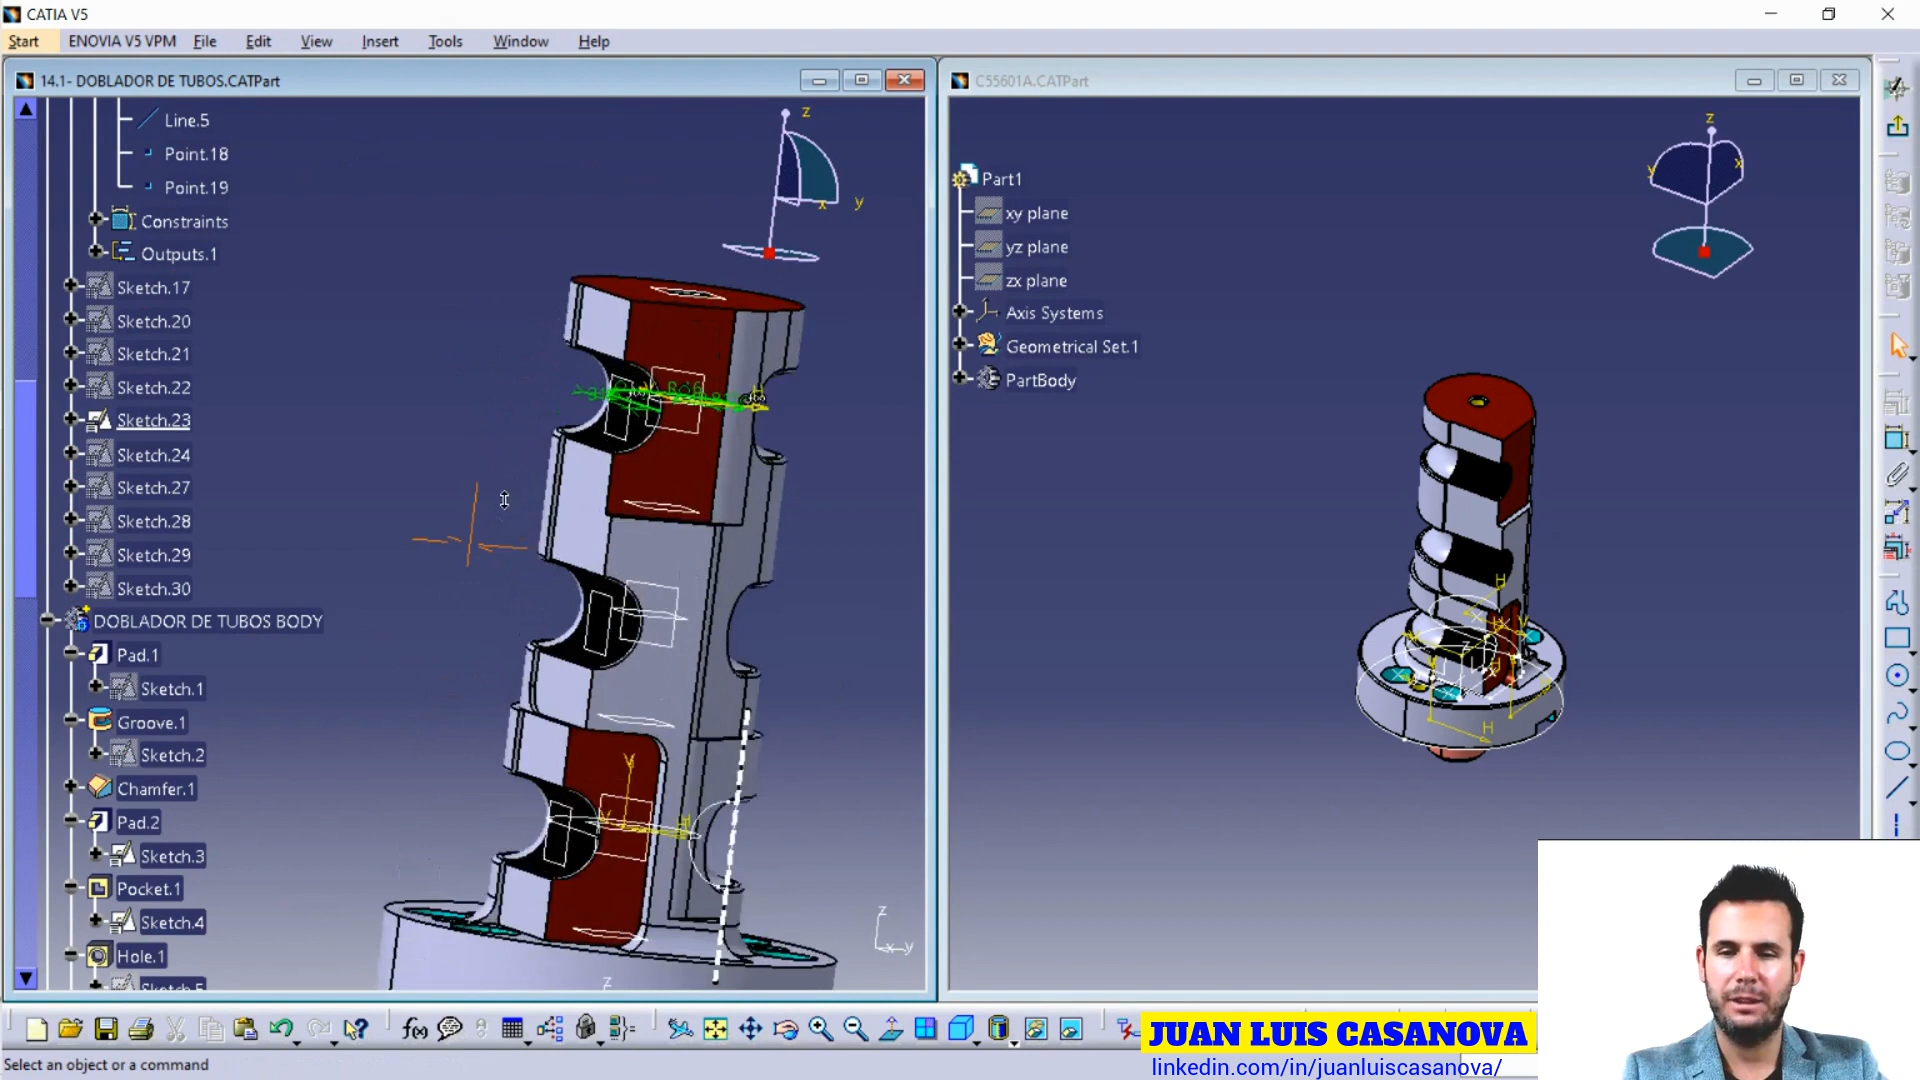 CATIA V5
Start ENOVIA V5 VPM File Edit View Insert Tools Window Help
14.1- DOBLADOR DE TUBOS.CATPart
C55601A.CATPart
Line.5
Point.18
Point.19
Constraints
Outputs.1
Sketch.17
Sketch.20
Sketch.21
Sketch.22
Sketch.23
Sketch.24
Sketch.27
Sketch.28
Sketch.29
Sketch.30
DOBLADOR DE TUBOS BODY
Pad.1
Sketch.1
Groove.1
Sketch.2
Chamfer.1
Pad.2
Sketch.3
Pocket.1
Sketch.4
Hole.1
Sketch.5
z
x
y
H
V
H
z
z
x y
Part1
xy plane
yz plane
zx plane
Axis Systems
Geometrical Set.1
PartBody
z
y
x
H
H
JUAN LUIS CASANOVA
linkedin.com/in/juanluiscasanova/
Select an object or a command